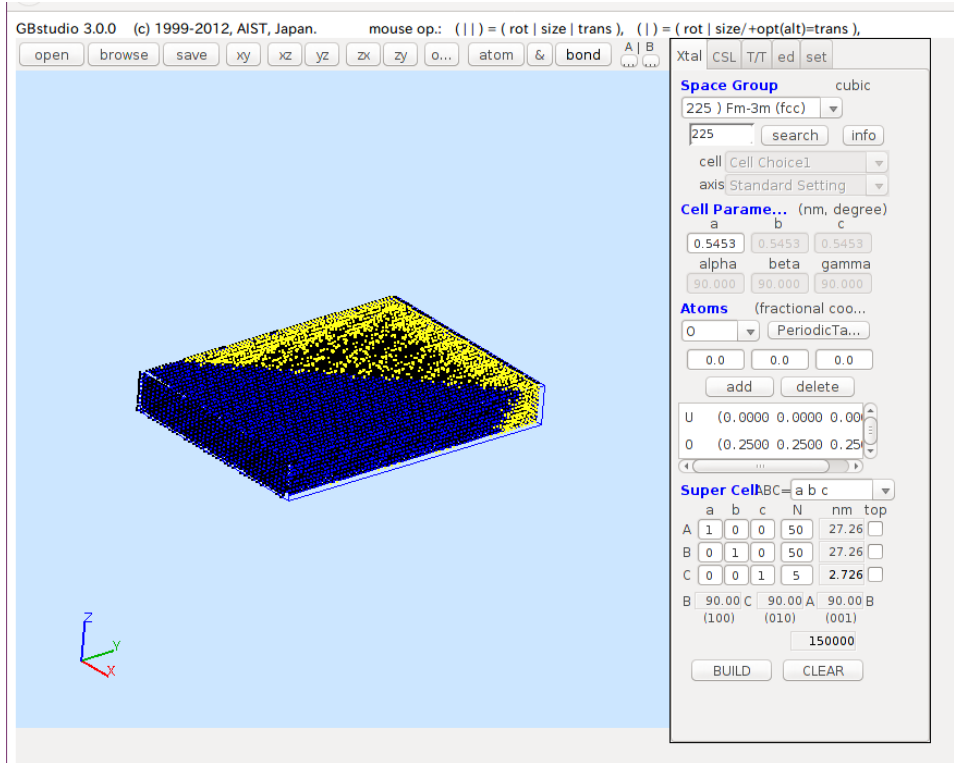 GBstudio 3.0.0 (c) 1999-2012, AIST, Japan. mouse op.: (||) = ( rot | size | trans ), (|) = ( rot | size/+opt(alt)=trans ),
open browse save xy xz yz zx zy o... atom & bond A | B
... ...
Xtal CSL T/T ed set
Space Group cubic
225 ) Fm-3m (fcc)
225 search info
cell Cell Choice1
axis Standard Setting
Cell Parame... (nm, degree)
a b c
0.5453 0.5453 0.5453
alpha beta gamma
90.000 90.000 90.000
Atoms (fractional coo...
O PeriodicTa...
0.0 0.0 0.0
add delete
U (0.0000 0.0000 0.00
O (0.2500 0.2500 0.25
Super Cell ABC= a b c
a b c N nm top
A 1 0 0 50 27.26
B 0 1 0 50 27.26
C 0 0 1 5 2.726
B 90.00 C 90.00 A 90.00 B
(100) (010) (001)
150000
BUILD CLEAR
Z
Y
X